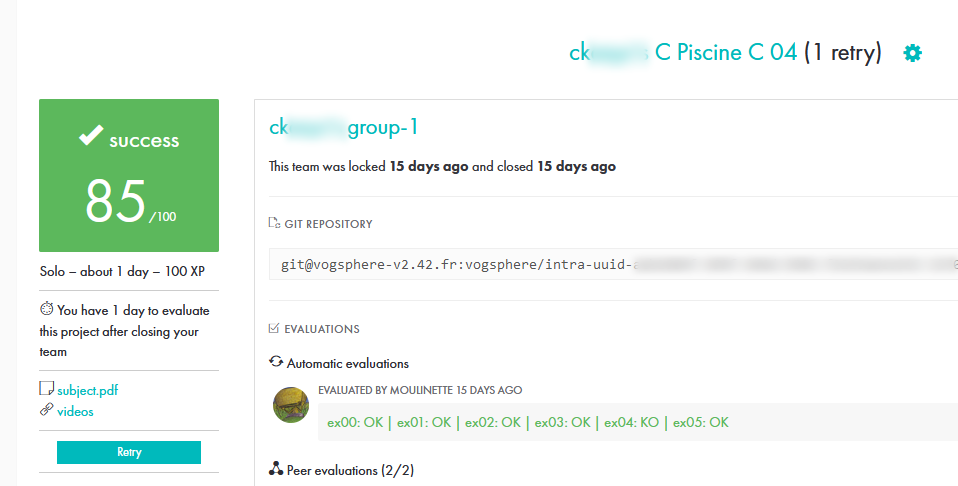 ck C Piscine C 04 (1 retry)
success
85 /100
Solo – about 1 day – 100 XP
You have 1 day to evaluate
this project after closing your
team
subject.pdf
videos
Retry
ck group-1
This team was locked 15 days ago and closed 15 days ago
GIT REPOSITORY
git@vogsphere-v2.42.fr:vogsphere/intra-uuid-
EVALUATIONS
Automatic evaluations
EVALUATED BY MOULINETTE 15 DAYS AGO
ex00: OK | ex01: OK | ex02: OK | ex03: OK | ex04: KO | ex05: OK
Peer evaluations (2/2)